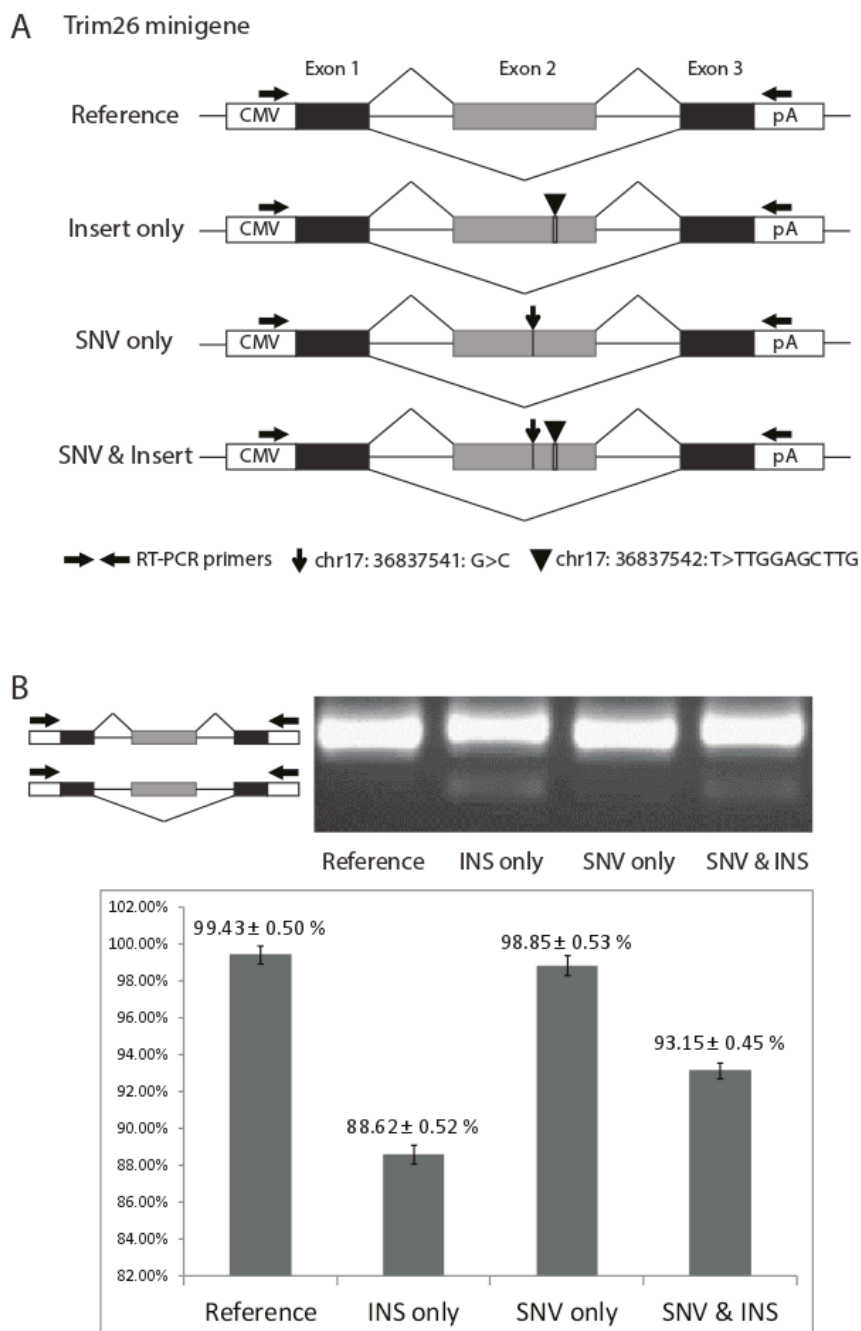 A Trim26 minigene
Exon 1 Exon 2 Exon 3
Reference CMV pA
Insert only CMV pA
SNV only CMV pA
SNV & Insert CMV pA
RT-PCR primers chr17: 36837541: G>C chr17: 36837542:T>TTGGAGCTTG
B
Reference INS only SNV only SNV & INS
102.00%
100.00%
98.00%
96.00%
94.00%
92.00%
90.00%
88.00%
86.00%
84.00%
82.00%
99.43± 0.50 %
88.62± 0.52 %
98.85± 0.53 %
93.15± 0.45 %
Reference INS only SNV only SNV & INS